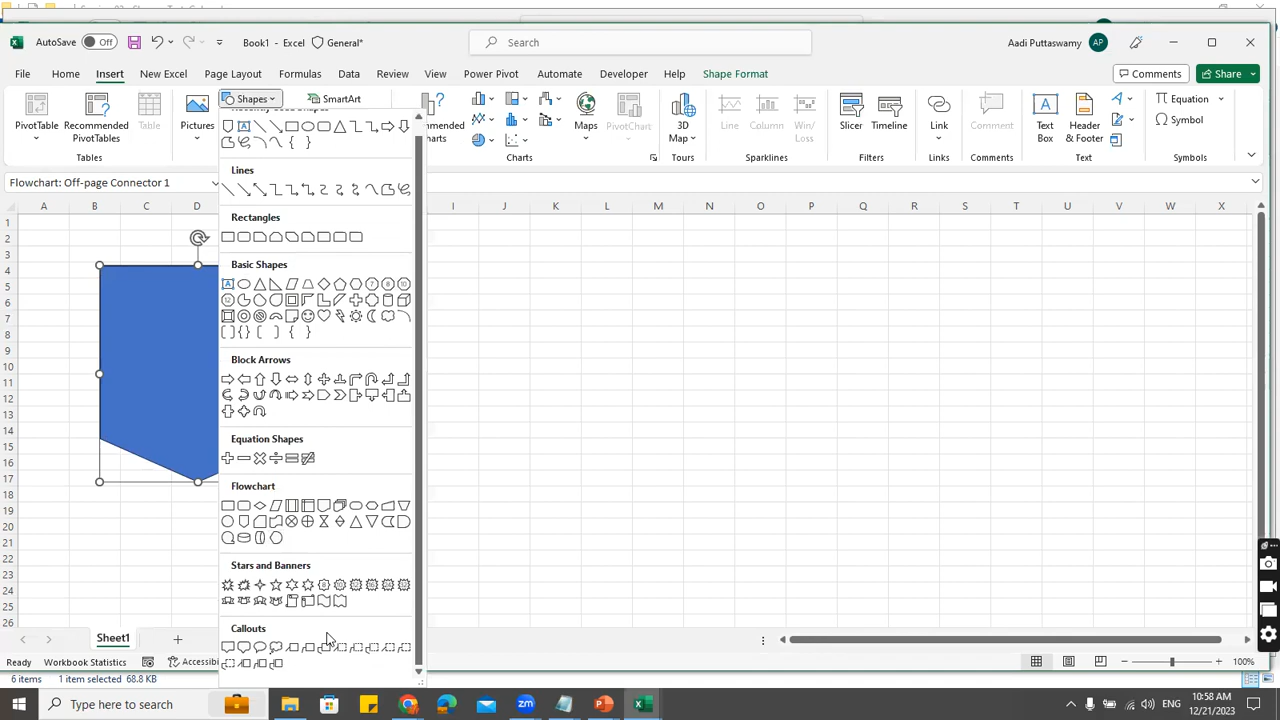 AutoSave Off Book1 - Excel General* Search Aadi Puttaswamy AP
File Home Insert New Excel Page Layout Formulas Data Review View Power Pivot Automate Developer Help Shape Format Comments Share
Shapes SmartArt Equation
PivotTable Recommended PivotTables Table Pictures Maps PivotChart 3D Map Line Column Win/Loss Slicer Timeline Link Comment Text Box Header & Footer Symbol
Tables Charts Tours Sparklines Filters Links Comments Text Symbols
Flowchart: Off-page Connector 1
A B C D I J K L M N O P Q R S T U V W X
1
2
3
4
5
6
7
8
9
10
11
12
13
14
15
16
17
18
19
20
21
22
23
24
25
26
Lines
Rectangles
Basic Shapes
Block Arrows
Equation Shapes
Flowchart
Stars and Banners
Callouts
Sheet1
Ready Workbook Statistics 100%
6 items 1 item selected 68.8 KB
Type here to search ENG 10:58 AM
12/21/2023